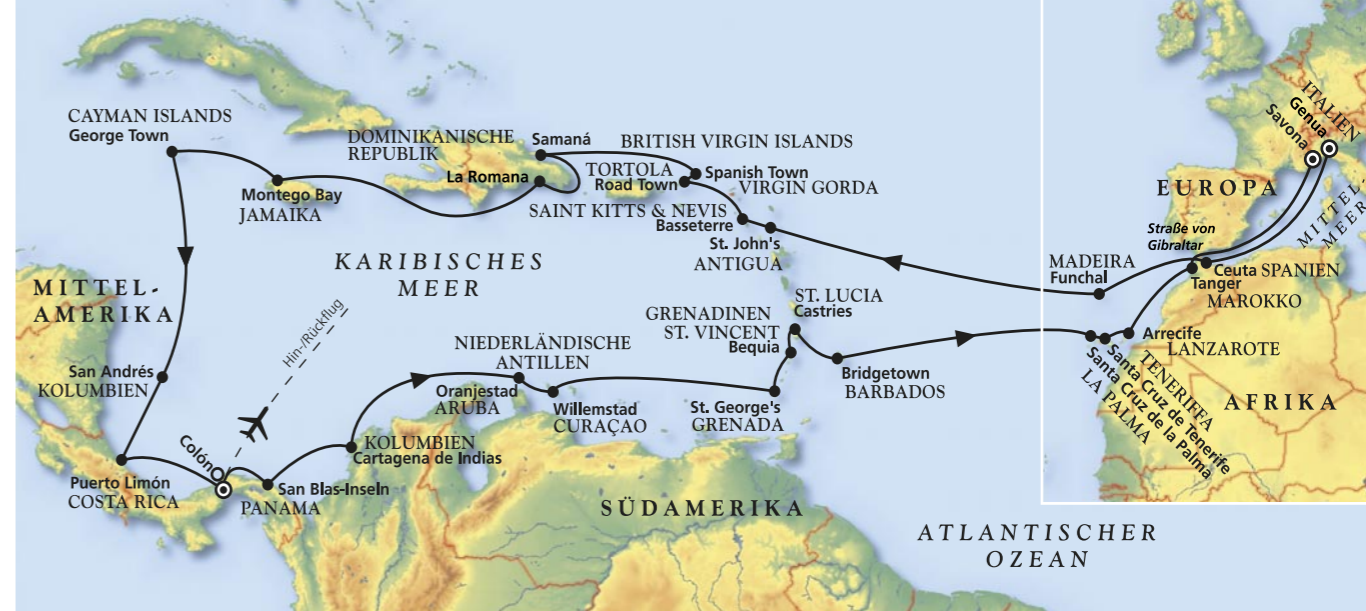 CAYMAN ISLANDS
George Town
DOMINIKANISCHE
REPUBLIK
Samaná
La Romana
BRITISH VIRGIN ISLANDS
TORTOLA
Road Town
Spanish Town
VIRGIN GORDA
Montego Bay
JAMAIKA
SAINT KITTS & NEVIS
Basseterre
St. John's
ANTIGUA
KARIBISCHES
MEER
MITTEL-
AMERIKA
Hin-/Rückflug
San Andrés
KOLUMBIEN
Puerto Limón
COSTA RICA
Colón
PANAMA
San Blas-Inseln
KOLUMBIEN
Cartagena de Indias
NIEDERLÄNDISCHE
ANTILLEN
Oranjestad
ARUBA
Willemstad
CURAÇAO
St. George's
GRENADA
GRENADINEN
ST. VINCENT
Bequia
ST. LUCIA
Castries
Bridgetown
BARBADOS
SÜDAMERIKA
ATLANTISCHER
OZEAN
ITALIEN
Genua
Savona
EUROPA
MITTEL-
MEER
Straße von
Gibraltar
MADEIRA
Funchal
Ceuta SPANIEN
Tanger
MAROKKO
Arrecife
LANZAROTE
TENERIFFA
Santa Cruz de Tenerife
Santa Cruz de la Palma
LA PALMA
AFRIKA